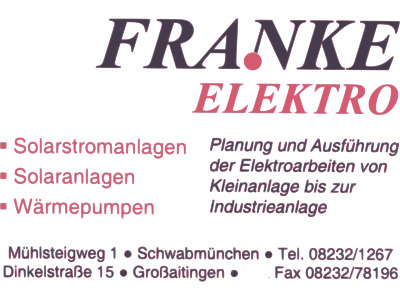 FRANKE
ELEKTRO
▪ Solarstromanlagen
▪ Solaranlagen
▪ Wärmepumpen
Planung und Ausführung
der Elektroarbeiten von
Kleinanlage bis zur
Industrieanlage
Mühlsteigweg 1 ● Schwabmünchen ● Tel. 08232/1267
Dinkelstraße 15 ● Großaitingen ● Fax 08232/78196